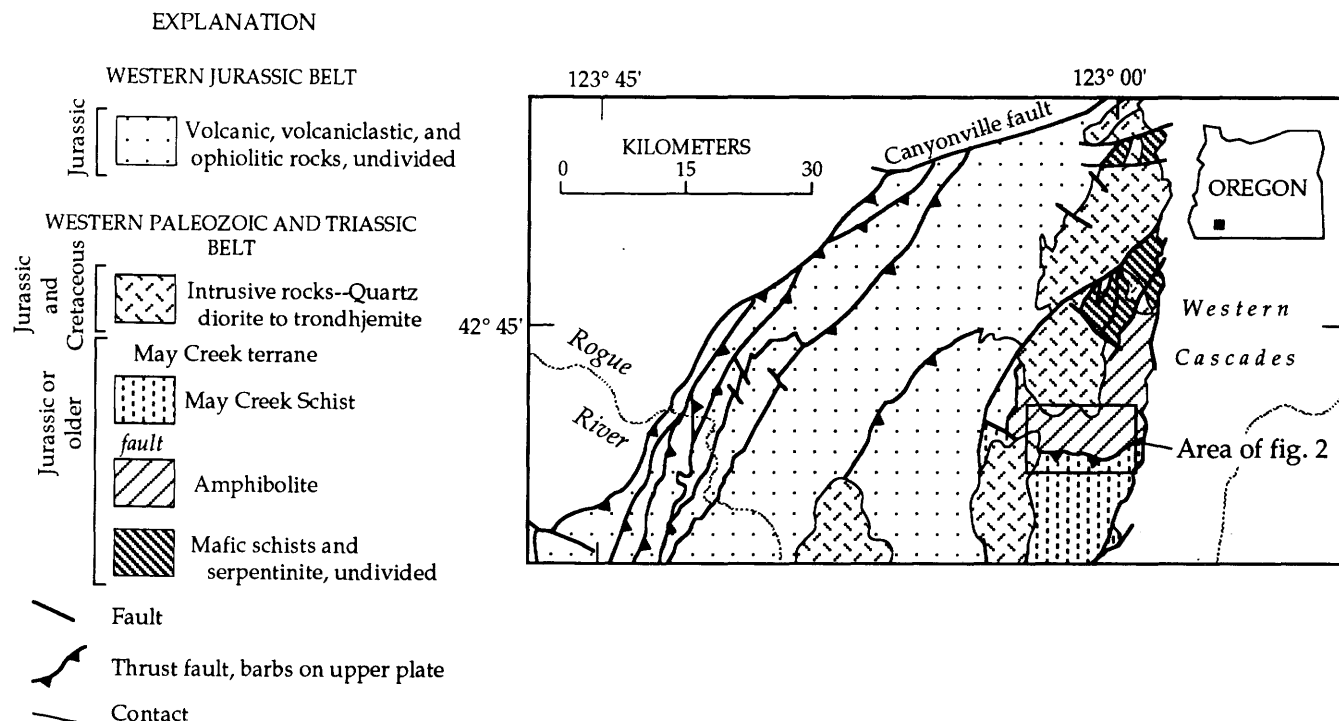 EXPLANATION
WESTERN JURASSIC BELT
Jurassic
Volcanic, volcaniclastic, and
ophiolitic rocks, undivided
WESTERN PALEOZOIC AND TRIASSIC
BELT
Jurassic
and
Cretaceous
Intrusive rocks--Quartz
diorite to trondhjemite
Jurassic or
older
May Creek terrane
May Creek Schist
fault
Amphibolite
Mafic schists and
serpentinite, undivided
Fault
Thrust fault, barbs on upper plate
Contact
123° 45'
123° 00'
KILOMETERS
0 15 30
Canyonville fault
OREGON
42° 45'
Rogue
River
Western
Cascades
Area of fig. 2